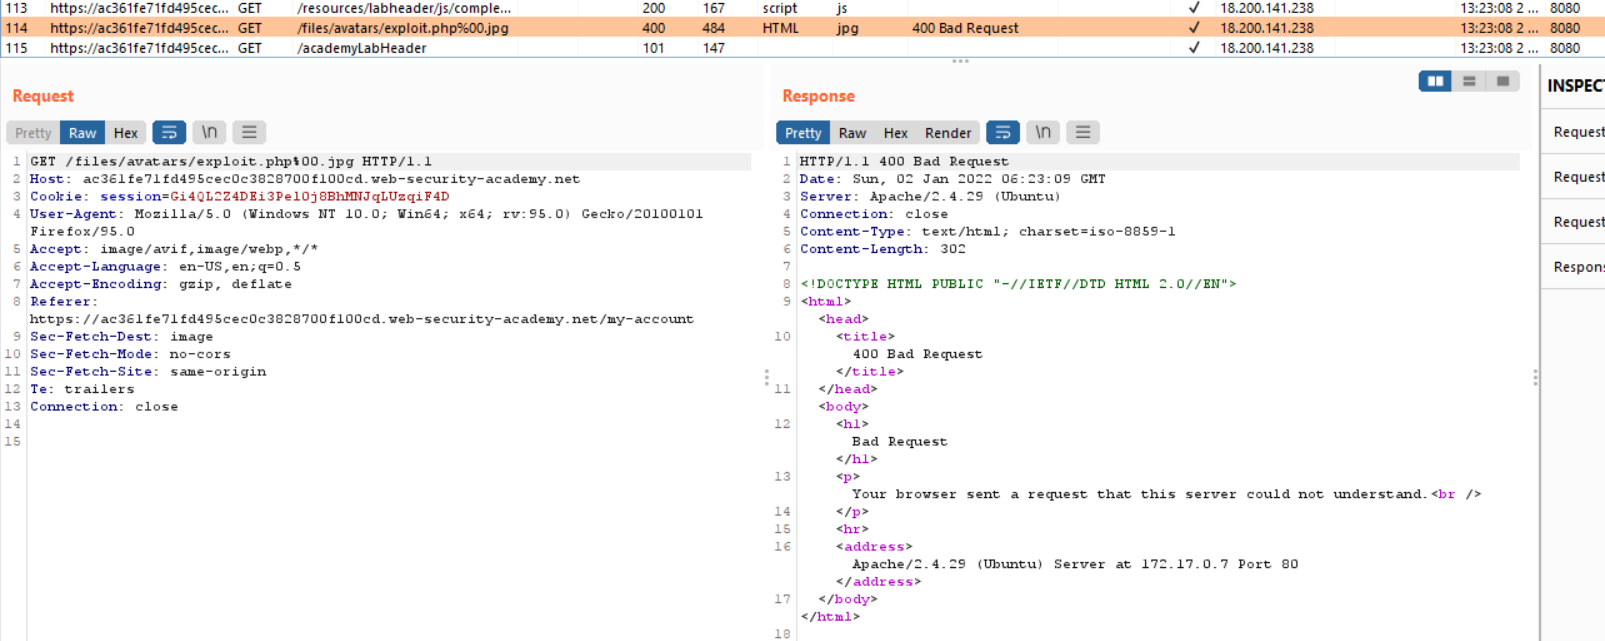 113 https://ac361fe71fd495cec... GET /resources/labheader/js/comple... 200 167 script js ✓ 18.200.141.238 13:23:08 2 ... 8080
114 https://ac361fe71fd495cec... GET /files/avatars/exploit.php%00.jpg 400 484 HTML jpg 400 Bad Request ✓ 18.200.141.238 13:23:08 2 ... 8080
115 https://ac361fe71fd495cec... GET /academyLabHeader 101 147 ✓ 18.200.141.238 13:23:08 2 ... 8080
Request
Pretty Raw Hex \n
1 GET /files/avatars/exploit.php%00.jpg HTTP/1.1
2 Host: ac361fe71fd495cec0c3828700f100cd.web-security-academy.net
3 Cookie: session=Gi4QL2Z4DEi3Pel0j8BhMNJqLUzqiF4D
4 User-Agent: Mozilla/5.0 (Windows NT 10.0; Win64; x64; rv:95.0) Gecko/20100101
Firefox/95.0
5 Accept: image/avif,image/webp,*/*
6 Accept-Language: en-US,en;q=0.5
7 Accept-Encoding: gzip, deflate
8 Referer:
https://ac361fe71fd495cec0c3828700f100cd.web-security-academy.net/my-account
9 Sec-Fetch-Dest: image
10 Sec-Fetch-Mode: no-cors
11 Sec-Fetch-Site: same-origin
12 Te: trailers
13 Connection: close
14
15
Response
Pretty Raw Hex Render \n
1 HTTP/1.1 400 Bad Request
2 Date: Sun, 02 Jan 2022 06:23:09 GMT
3 Server: Apache/2.4.29 (Ubuntu)
4 Connection: close
5 Content-Type: text/html; charset=iso-8859-1
6 Content-Length: 302
7
8 <!DOCTYPE HTML PUBLIC "-//IETF//DTD HTML 2.0//EN">
9 <html>
<head>
10 <title>
400 Bad Request
</title>
11 </head>
<body>
12 <h1>
Bad Request
</h1>
13 <p>
Your browser sent a request that this server could not understand.<br />
14 </p>
15 <hr>
16 <address>
Apache/2.4.29 (Ubuntu) Server at 172.17.0.7 Port 80
</address>
17 </body>
</html>
18
INSPEC
Request
Request
Request
Respon